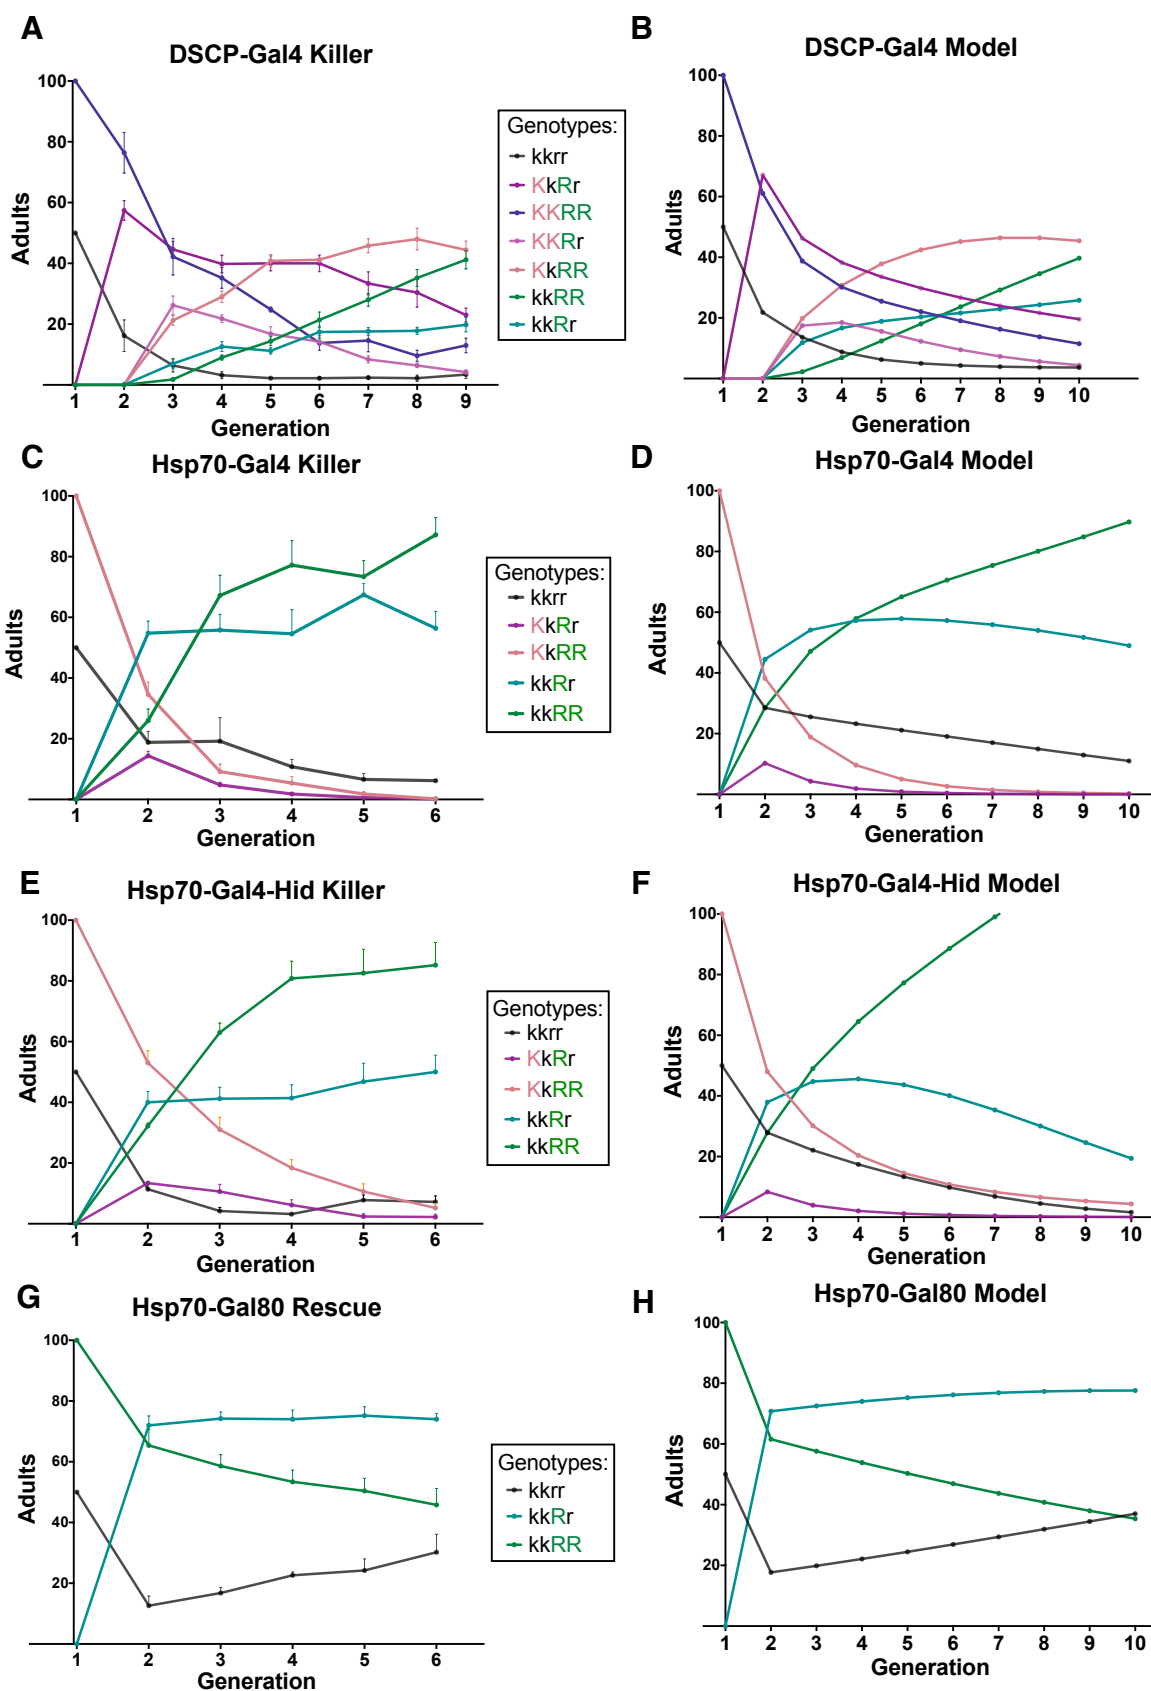 A
DSCP-Gal4 Killer
100
80
60
40
20
Adults
1 2 3 4 5 6 7 8 9
Generation
Genotypes:
kkrr
KkRr
KKRR
KKRr
KkRR
kkRR
kkRr
B
DSCP-Gal4 Model
100
80
60
40
20
Adults
1 2 3 4 5 6 7 8 9 10
Generation
C
Hsp70-Gal4 Killer
100
80
60
40
20
Adults
1 2 3 4 5 6
Generation
Genotypes:
kkrr
KkRr
KkRR
kkRr
kkRR
D
Hsp70-Gal4 Model
100
80
60
40
20
Adults
1 2 3 4 5 6 7 8 9 10
Generation
E
Hsp70-Gal4-Hid Killer
100
80
60
40
20
Adults
1 2 3 4 5 6
Generation
Genotypes:
kkrr
KkRr
KkRR
kkRr
kkRR
F
Hsp70-Gal4-Hid Model
100
80
60
40
20
Adults
1 2 3 4 5 6 7 8 9 10
Generation
G
Hsp70-Gal80 Rescue
100
80
60
40
20
Adults
1 2 3 4 5 6
Generation
Genotypes:
kkrr
kkRr
kkRR
H
Hsp70-Gal80 Model
100
80
60
40
20
Adults
1 2 3 4 5 6 7 8 9 10
Generation